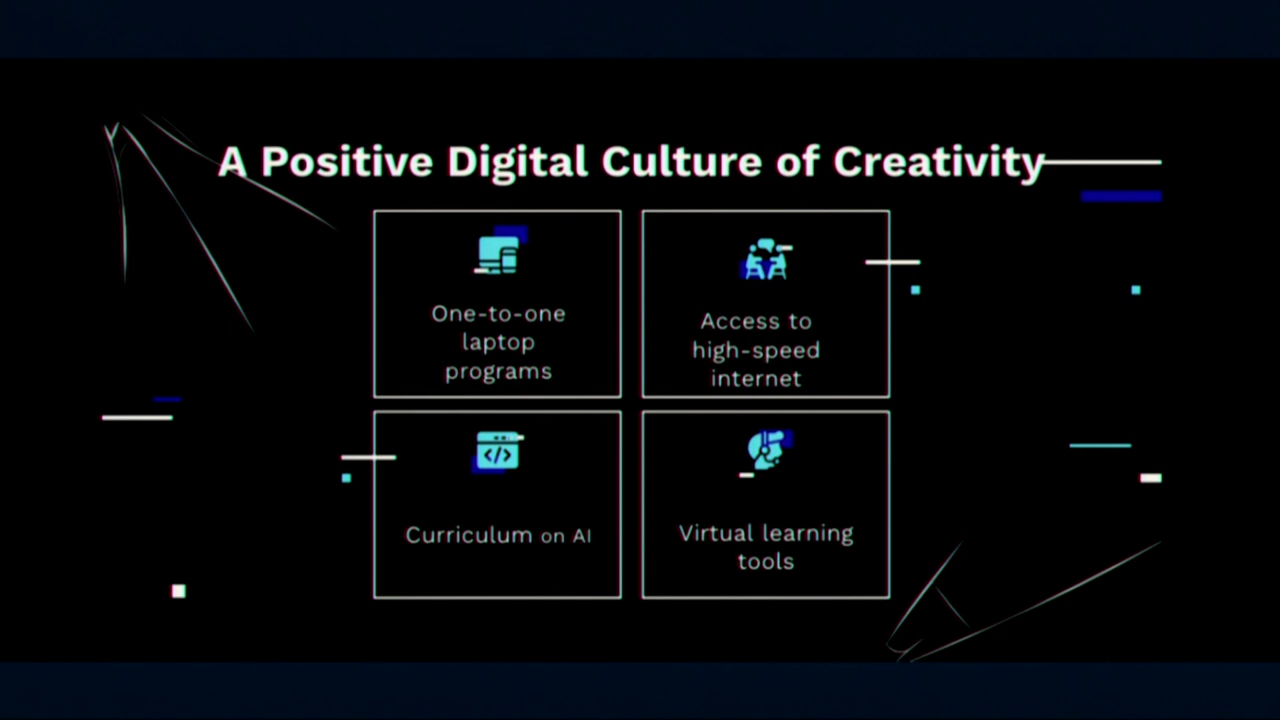 A Positive Digital Culture of Creativity
One-to-one
laptop
programs
Access to
high-speed
internet
Curriculum on AI
Virtual learning
tools